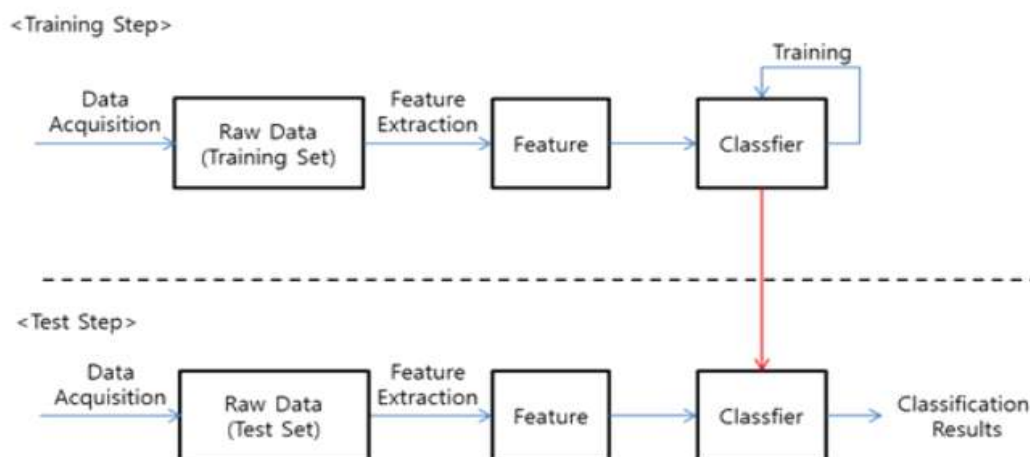 <Training Step>
Training
Data
Acquisition
Raw Data
(Training Set)
Feature
Extraction
Feature
Classfier
<Test Step>
Data
Acquisition
Raw Data
(Test Set)
Feature
Extraction
Feature
Classfier
Classification
Results